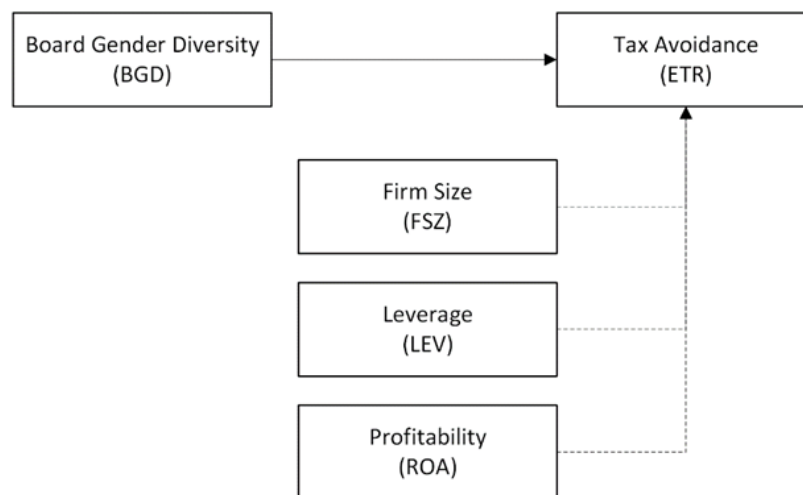 Board Gender Diversity
(BGD)
Tax Avoidance
(ETR)
Firm Size
(FSZ)
Leverage
(LEV)
Profitability
(ROA)